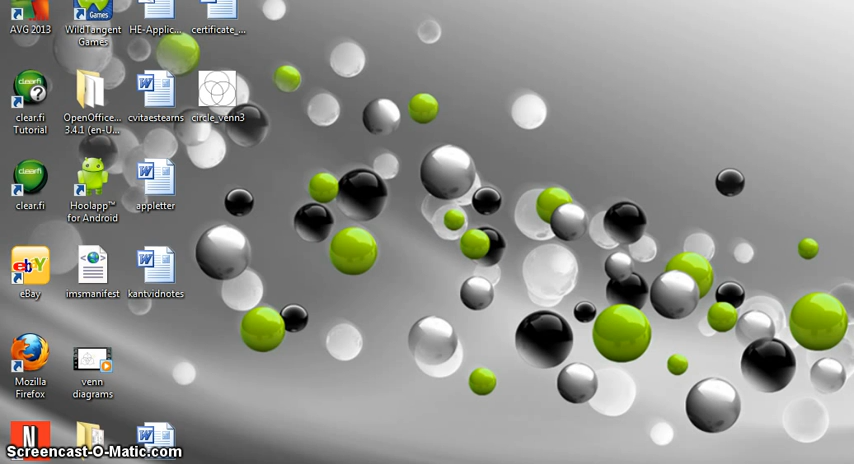 AVG 2013
WildTangent
Games
HE-Applic...
certificate_...
clear.fi
Tutorial
OpenOffice...
3.4.1 (en-U...
cvitaestearns
circle_venn3
clear.fi
Hoolapp™
for Android
appletter
eBay
imsmanifest
kantvidnotes
Mozilla
Firefox
venn
diagrams
Screencast-O-Matic.com